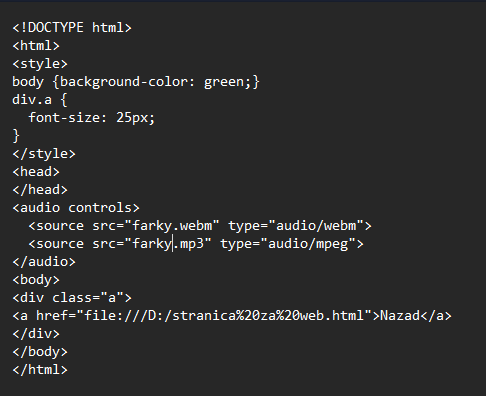 <!DOCTYPE html>
<html>
<style>
body {background-color: green;}
div.a {
  font-size: 25px;
}
</style>
<head>
</head>
<audio controls>
  <source src="farky.webm" type="audio/webm">
  <source src="farky.mp3" type="audio/mpeg">
</audio>
<body>
<div class="a">
<a href="file:///D:/stranica%20za%20web.html">Nazad</a>
</div>
</body>
</html>